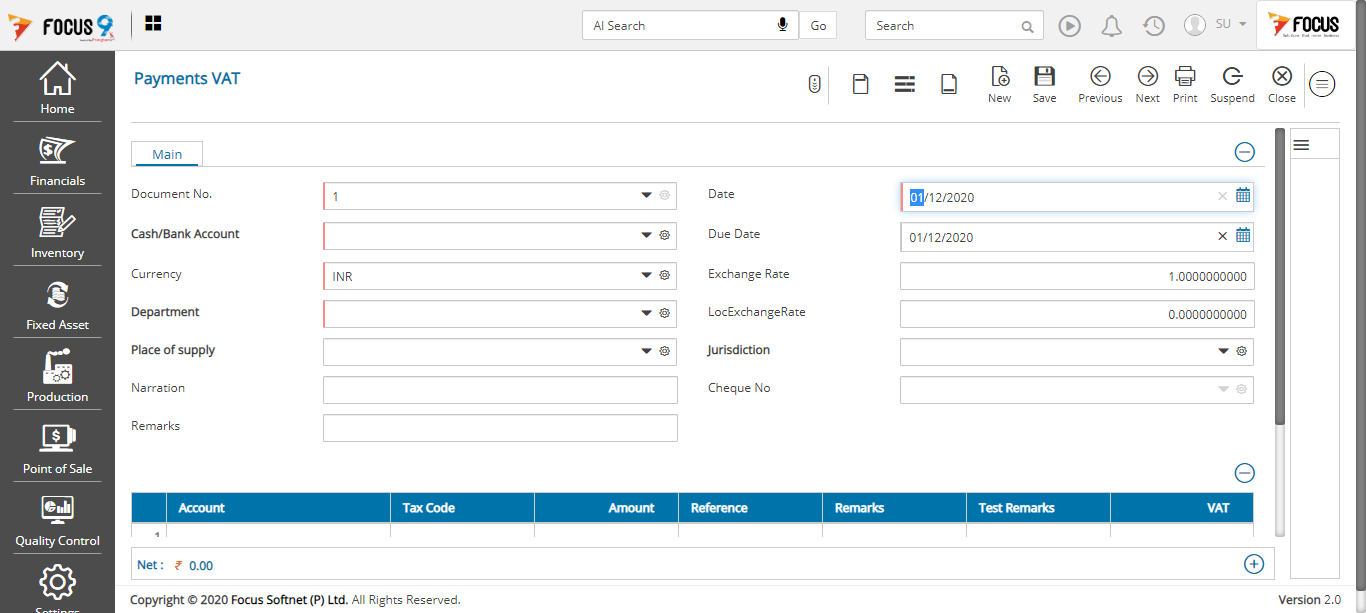 FOCUS 9
AI Search
Go
Search
SU
FOCUS
Home
Financials
Inventory
Fixed Asset
Production
Point of Sale
Quality Control
Settings
Payments VAT
New
Save
Previous
Next
Print
Suspend
Close
Main
Document No.
1
Date
01/12/2020
Cash/Bank Account
Due Date
01/12/2020
Currency
INR
Exchange Rate
1.0000000000
Department
LocExchangeRate
0.0000000000
Place of supply
Jurisdiction
Narration
Cheque No
Remarks
Account Tax Code Amount Reference Remarks Test Remarks VAT
1
Net : ₹ 0.00
Copyright © 2020 Focus Softnet (P) Ltd. All Rights Reserved.
Version 2.0